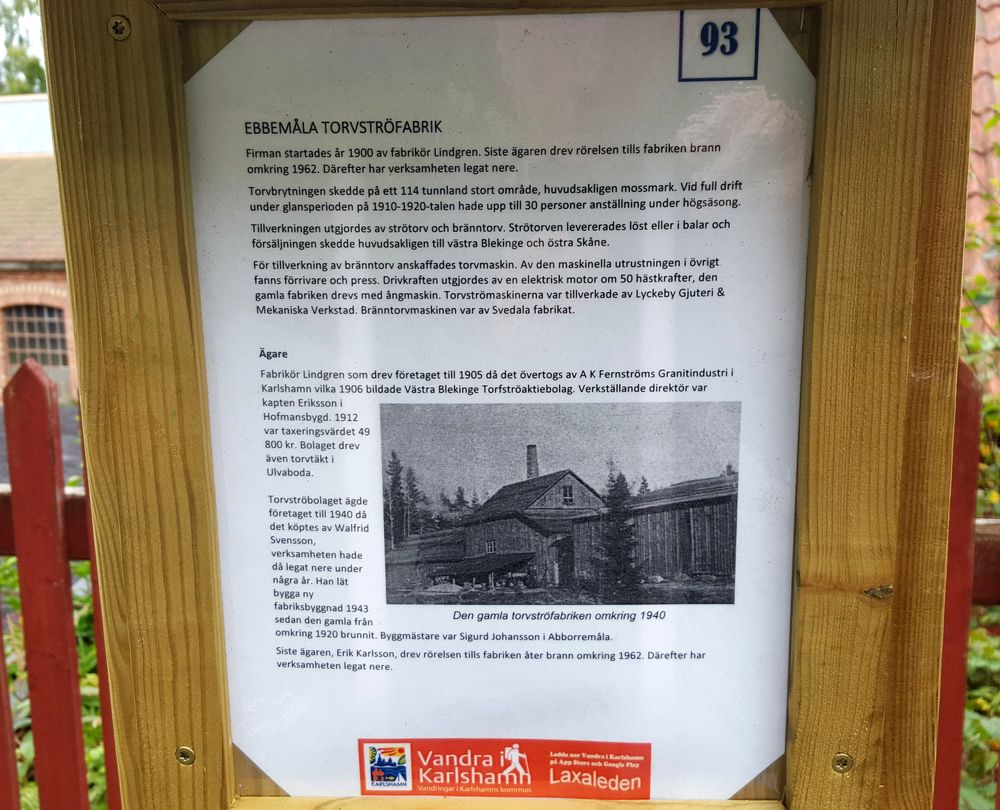 93
EBBEMÅLA TORVSTRÖFABRIK
Firman startades år 1900 av fabrikör Lindgren. Siste ägaren drev rörelsen tills fabriken brann
omkring 1962. Därefter har verksamheten legat nere.
Torvbrytningen skedde på ett 114 tunnland stort område, huvudsakligen mossmark. Vid full drift
under glansperioden på 1910-1920-talen hade upp till 30 personer anställning under högsäsong.
Tillverkningen utgjordes av strötorv och bränntorv. Strötorven levererades löst eller i balar och
försäljningen skedde huvudsakligen till västra Blekinge och östra Skåne.
För tillverkning av bränntorv anskaffades torvmaskin. Av den maskinella utrustningen i övrigt
fanns förrivare och press. Drivkraften utgjordes av en elektrisk motor om 50 hästkrafter, den
gamla fabriken drevs med ångmaskin. Torvströmaskinerna var tillverkade av Lyckeby Gjuteri &
Mekaniska Verkstad. Bränntorvmaskinen var av Svedala fabrikat.
Ägare
Fabrikör Lindgren som drev företaget till 1905 då det övertogs av A K Fernströms Granitindustri i
Karlshamn vilka 1906 bildade Västra Blekinge Torfströaktiebolag. Verkställande direktör var
kapten Eriksson i
Hofmansbygd. 1912
var taxeringsvärdet 49
800 kr. Bolaget drev
även torvtäkt i
Ulvaboda.
Torvströbolaget ägde
företaget till 1940 då
det köptes av Walfrid
Svensson,
verksamheten hade
då legat nere under
några år. Han lät
bygga ny
fabriksbyggnad 1943
sedan den gamla från
omkring 1920 brunnit. Byggmästare var Sigurd Johansson i Abborremåla.
Den gamla torvströfabriken omkring 1940
Siste ägaren, Erik Karlsson, drev rörelsen tills fabriken åter brann omkring 1962. Därefter har
verksamheten legat nere.
KARLSHAMN
Vandra i
Karlshamn
Vandringar i Karlshamns kommun
Ladda ner Vandra i Karlshamn
på App Store och Google Play
Laxaleden